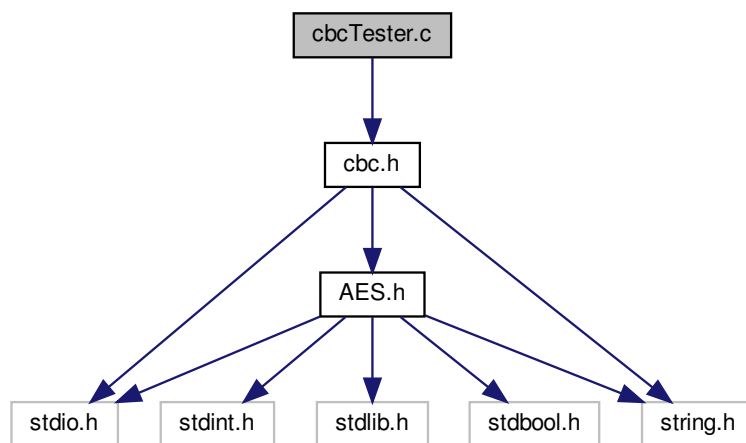 cbcTester.c
cbc.h
AES.h
stdio.h
stdint.h
stdlib.h
stdbool.h
string.h